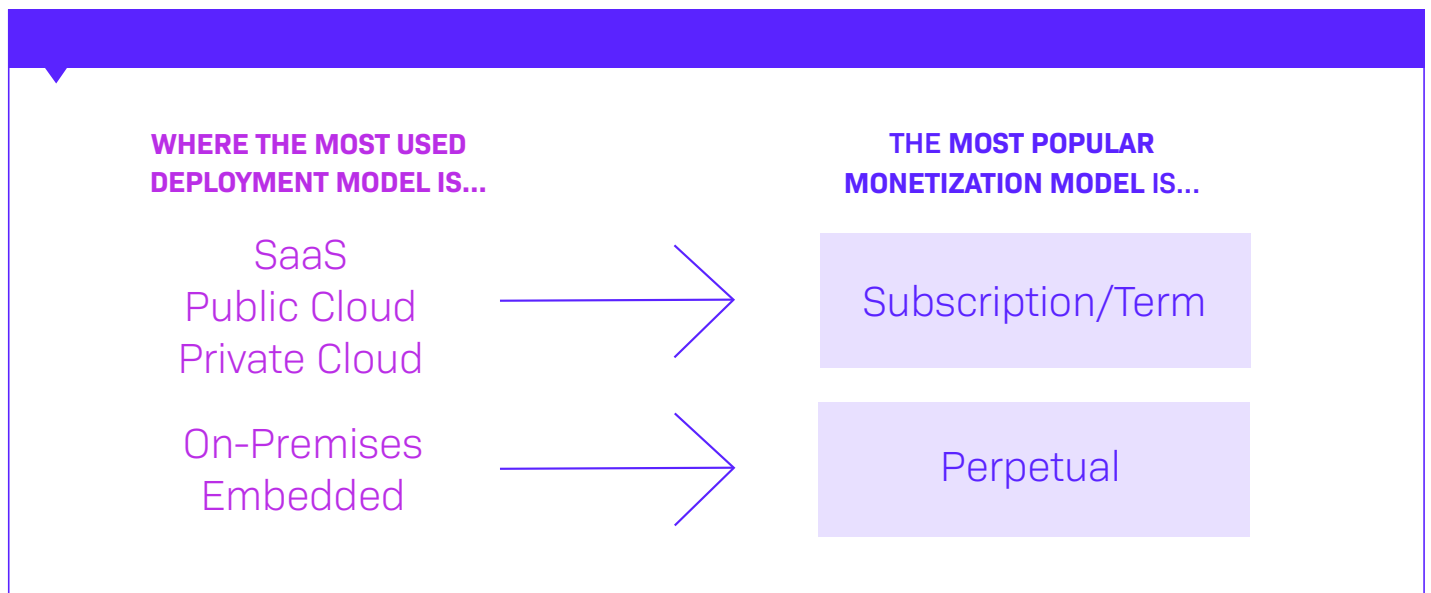 WHERE THE MOST USED
DEPLOYMENT MODEL IS...
THE MOST POPULAR
MONETIZATION MODEL IS...
SaaS
Public Cloud
Private Cloud
Subscription/Term
On-Premises
Embedded
Perpetual